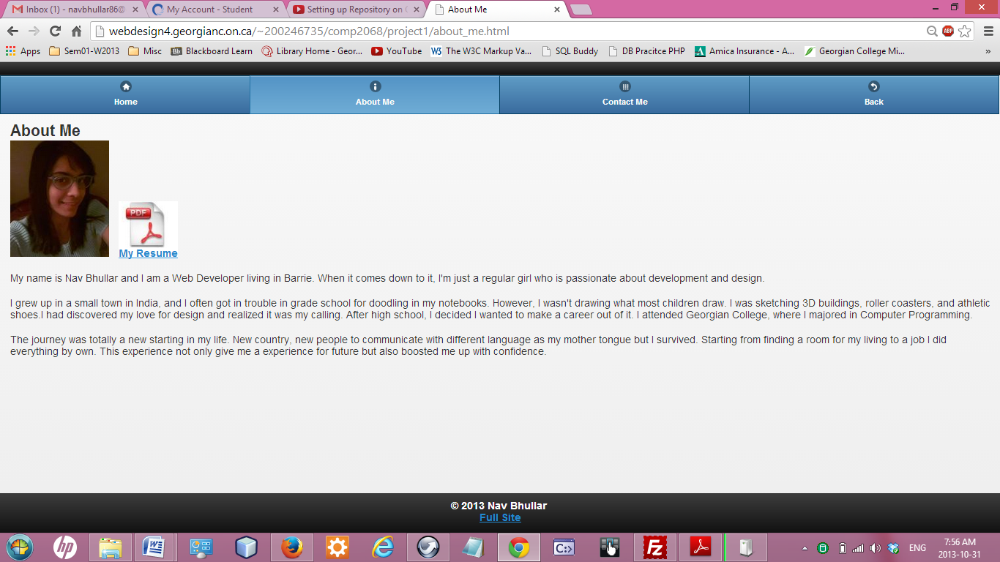 Inbox (1) - navbhullar86@
My Account - Student
Setting up Repository on
About Me
webdesign4.georgianc.on.ca/~200246735/comp2068/project1/about_me.html
ABP
Apps
Sem01-W2013
Misc
Bb
Blackboard Learn
Library Home - Geor...
YouTube
W3
The W3C Markup Va...
SQL Buddy
DB Pracitce PHP
Amica Insurance - A...
Georgian College Mi...
»
Home
About Me
Contact Me
Back
About Me
PDF
My Resume
My name is Nav Bhullar and I am a Web Developer living in Barrie. When it comes down to it, I'm just a regular girl who is passionate about development and design.
I grew up in a small town in India, and I often got in trouble in grade school for doodling in my notebooks. However, I wasn't drawing what most children draw. I was sketching 3D buildings, roller coasters, and athletic
shoes.I had discovered my love for design and realized it was my calling. After high school, I decided I wanted to make a career out of it. I attended Georgian College, where I majored in Computer Programming.
The journey was totally a new starting in my life. New country, new people to communicate with different language as my mother tongue but I survived. Starting from finding a room for my living to a job I did
everything by own. This experience not only give me a experience for future but also boosted me up with confidence.
© 2013 Nav Bhullar
Full Site
hp
W
C:\>
Fz
ENG
7:56 AM
2013-10-31